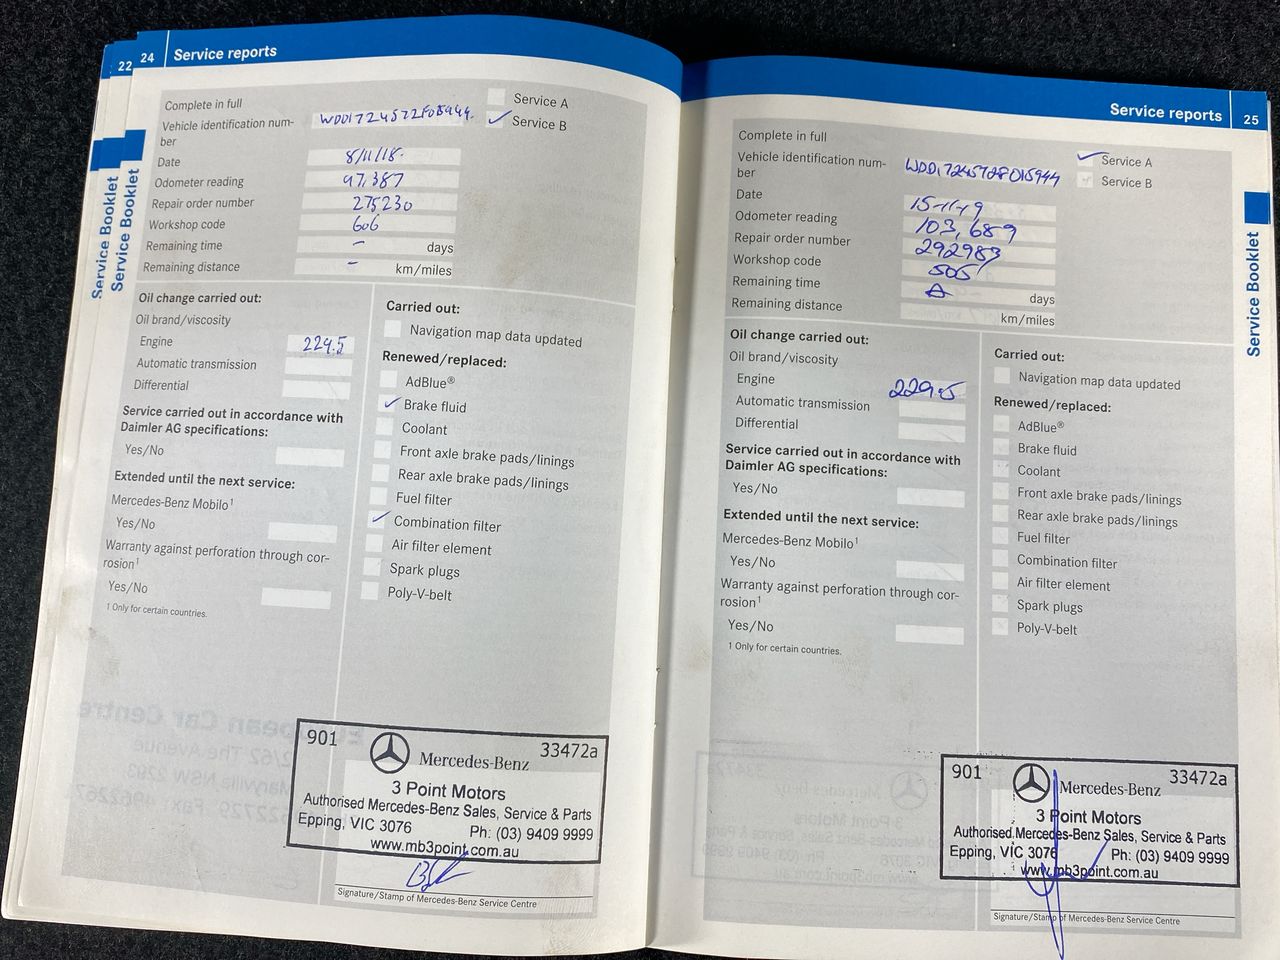 22
24
Service reports
Complete in full
Service A
Vehicle identification num-
ber
Service B
Date
8/11/18.
Odometer reading
97,387
Repair order number
275230
Workshop code
606
Remaining time
–
days
Remaining distance
–
km/miles
Oil change carried out:
Oil brand/viscosity
Engine
229.5
Automatic transmission
Differential
Service carried out in accordance with
Daimler AG specifications:
Yes/No
Extended until the next service:
Mercedes-Benz Mobilo¹
Yes/No
Warranty against perforation through cor-
rosion¹
Yes/No
1 Only for certain countries.
Carried out:
Navigation map data updated
Renewed/replaced:
AdBlue®
Brake fluid
Coolant
Front axle brake pads/linings
Rear axle brake pads/linings
Fuel filter
Combination filter
Air filter element
Spark plugs
Poly-V-belt
901
33472a
Mercedes-Benz
3 Point Motors
Authorised Mercedes-Benz Sales, Service & Parts
Epping, VIC 3076 Ph: (03) 9409 9999
www.mb3point.com.au
Signature/Stamp of Mercedes-Benz Service Centre
Service Booklet
Service Booklet
Service reports
25
Complete in full
Service A
Vehicle identification num-
ber
Service B
Date
15-11-19
Odometer reading
103,689
Repair order number
292983
Workshop code
505
Remaining time
A
days
Remaining distance
km/miles
Oil change carried out:
Oil brand/viscosity
Engine
229.5
Automatic transmission
Differential
Service carried out in accordance with
Daimler AG specifications:
Yes/No
Extended until the next service:
Mercedes-Benz Mobilo¹
Yes/No
Warranty against perforation through cor-
rosion¹
Yes/No
1 Only for certain countries.
Carried out:
Navigation map data updated
Renewed/replaced:
AdBlue®
Brake fluid
Coolant
Front axle brake pads/linings
Rear axle brake pads/linings
Fuel filter
Combination filter
Air filter element
Spark plugs
Poly-V-belt
901
33472a
Mercedes-Benz
3 Point Motors
Authorised Mercedes-Benz Sales, Service & Parts
Epping, VIC 3076 Ph: (03) 9409 9999
www.mb3point.com.au
Signature/Stamp of Mercedes-Benz Service Centre
Service Booklet